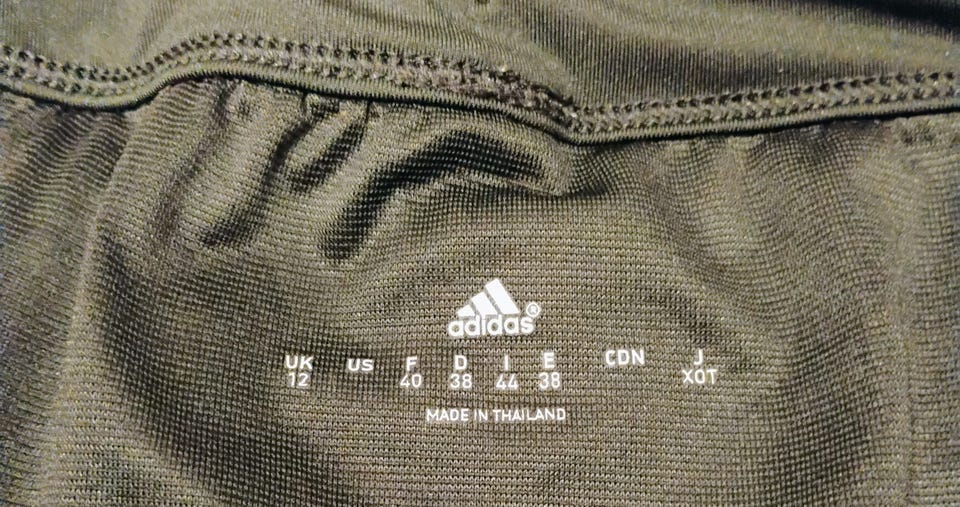 adidas®
UK US F D I E CDN J
12 40 38 44 38 XOT
MADE IN THAILAND